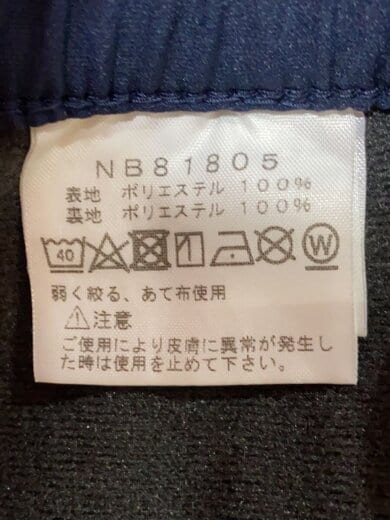 NB81805
表地 ポリエステル 100%
裏地 ポリエステル 100%
40 W
弱く絞る、あて布使用
⚠注意
ご使用により皮膚に異常が発生し
た時は使用を止めて下さい。